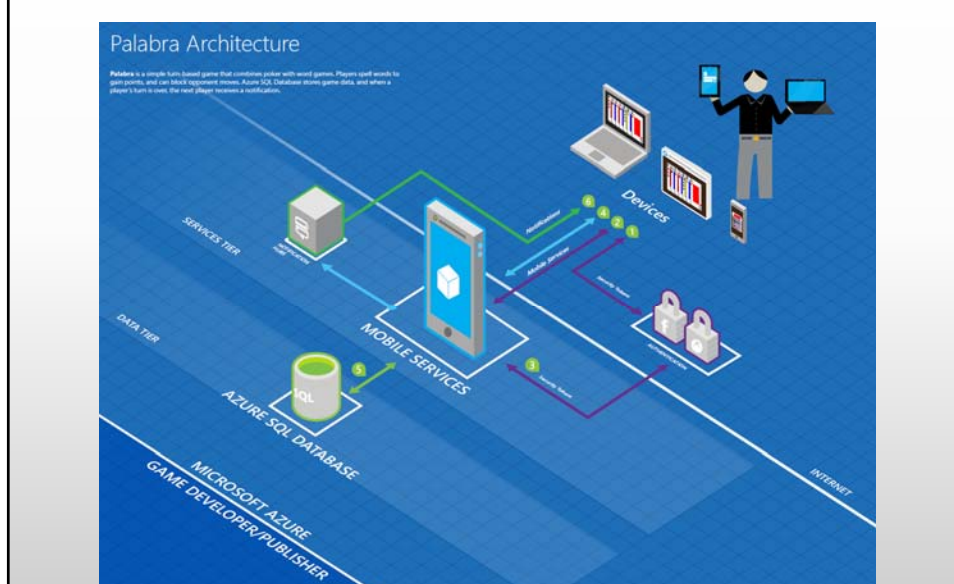 Palabra Architecture
Palabra is a simple turn-based game that combines poker with word games. Players spell words to
gain points, and can block opponent moves. Azure SQL Database stores game data, and when a
player's turn is over, the next player receives a notification.
Devices
6
4
2
1
Notifications
Mobile Services
Security Token
SERVICES TIER
NOTIFICATION
HUBS
MOBILE SERVICES
f
AUTHENTICATION
3
Security Token
DATA TIER
5
SQL
AZURE SQL DATABASE
INTERNET
MICROSOFT AZURE
GAME DEVELOPER/PUBLISHER